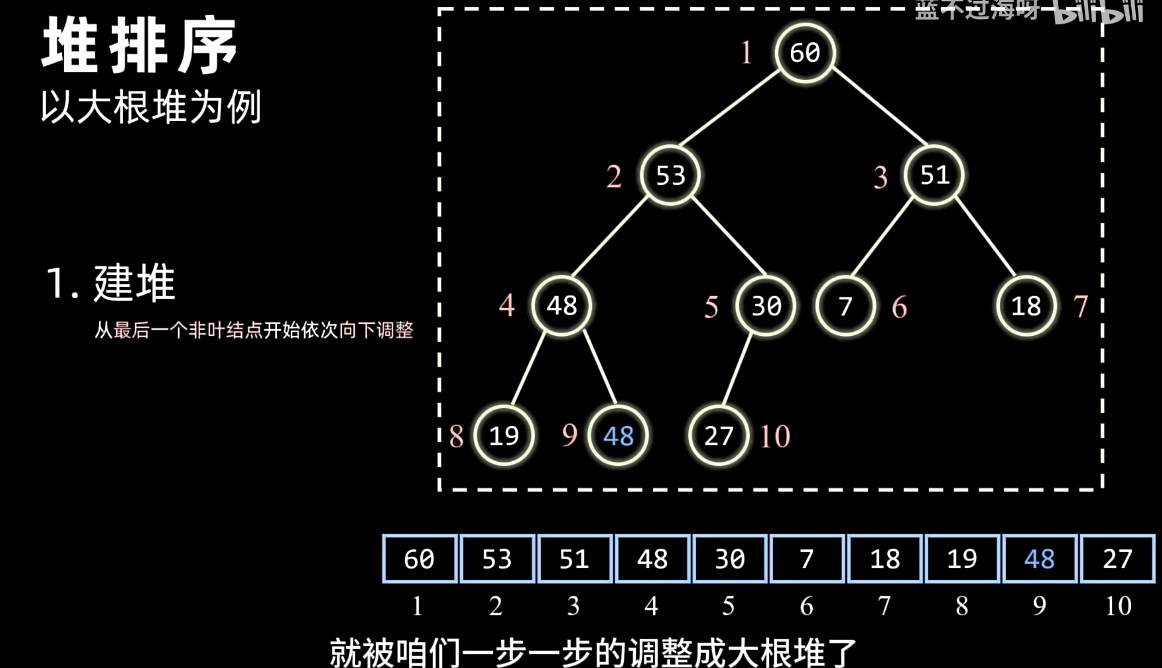 蓝不过海呀 bilibili
堆排序
以大根堆为例
1. 建堆
从最后一个非叶结点开始依次向下调整
1 60
2 53 3 51
4 48 5 30 7 6 18 7
8 19 9 48 27 10
60 53 51 48 30 7 18 19 48 27
1 2 3 4 5 6 7 8 9 10
就被咱们一步一步的调整成大根堆了